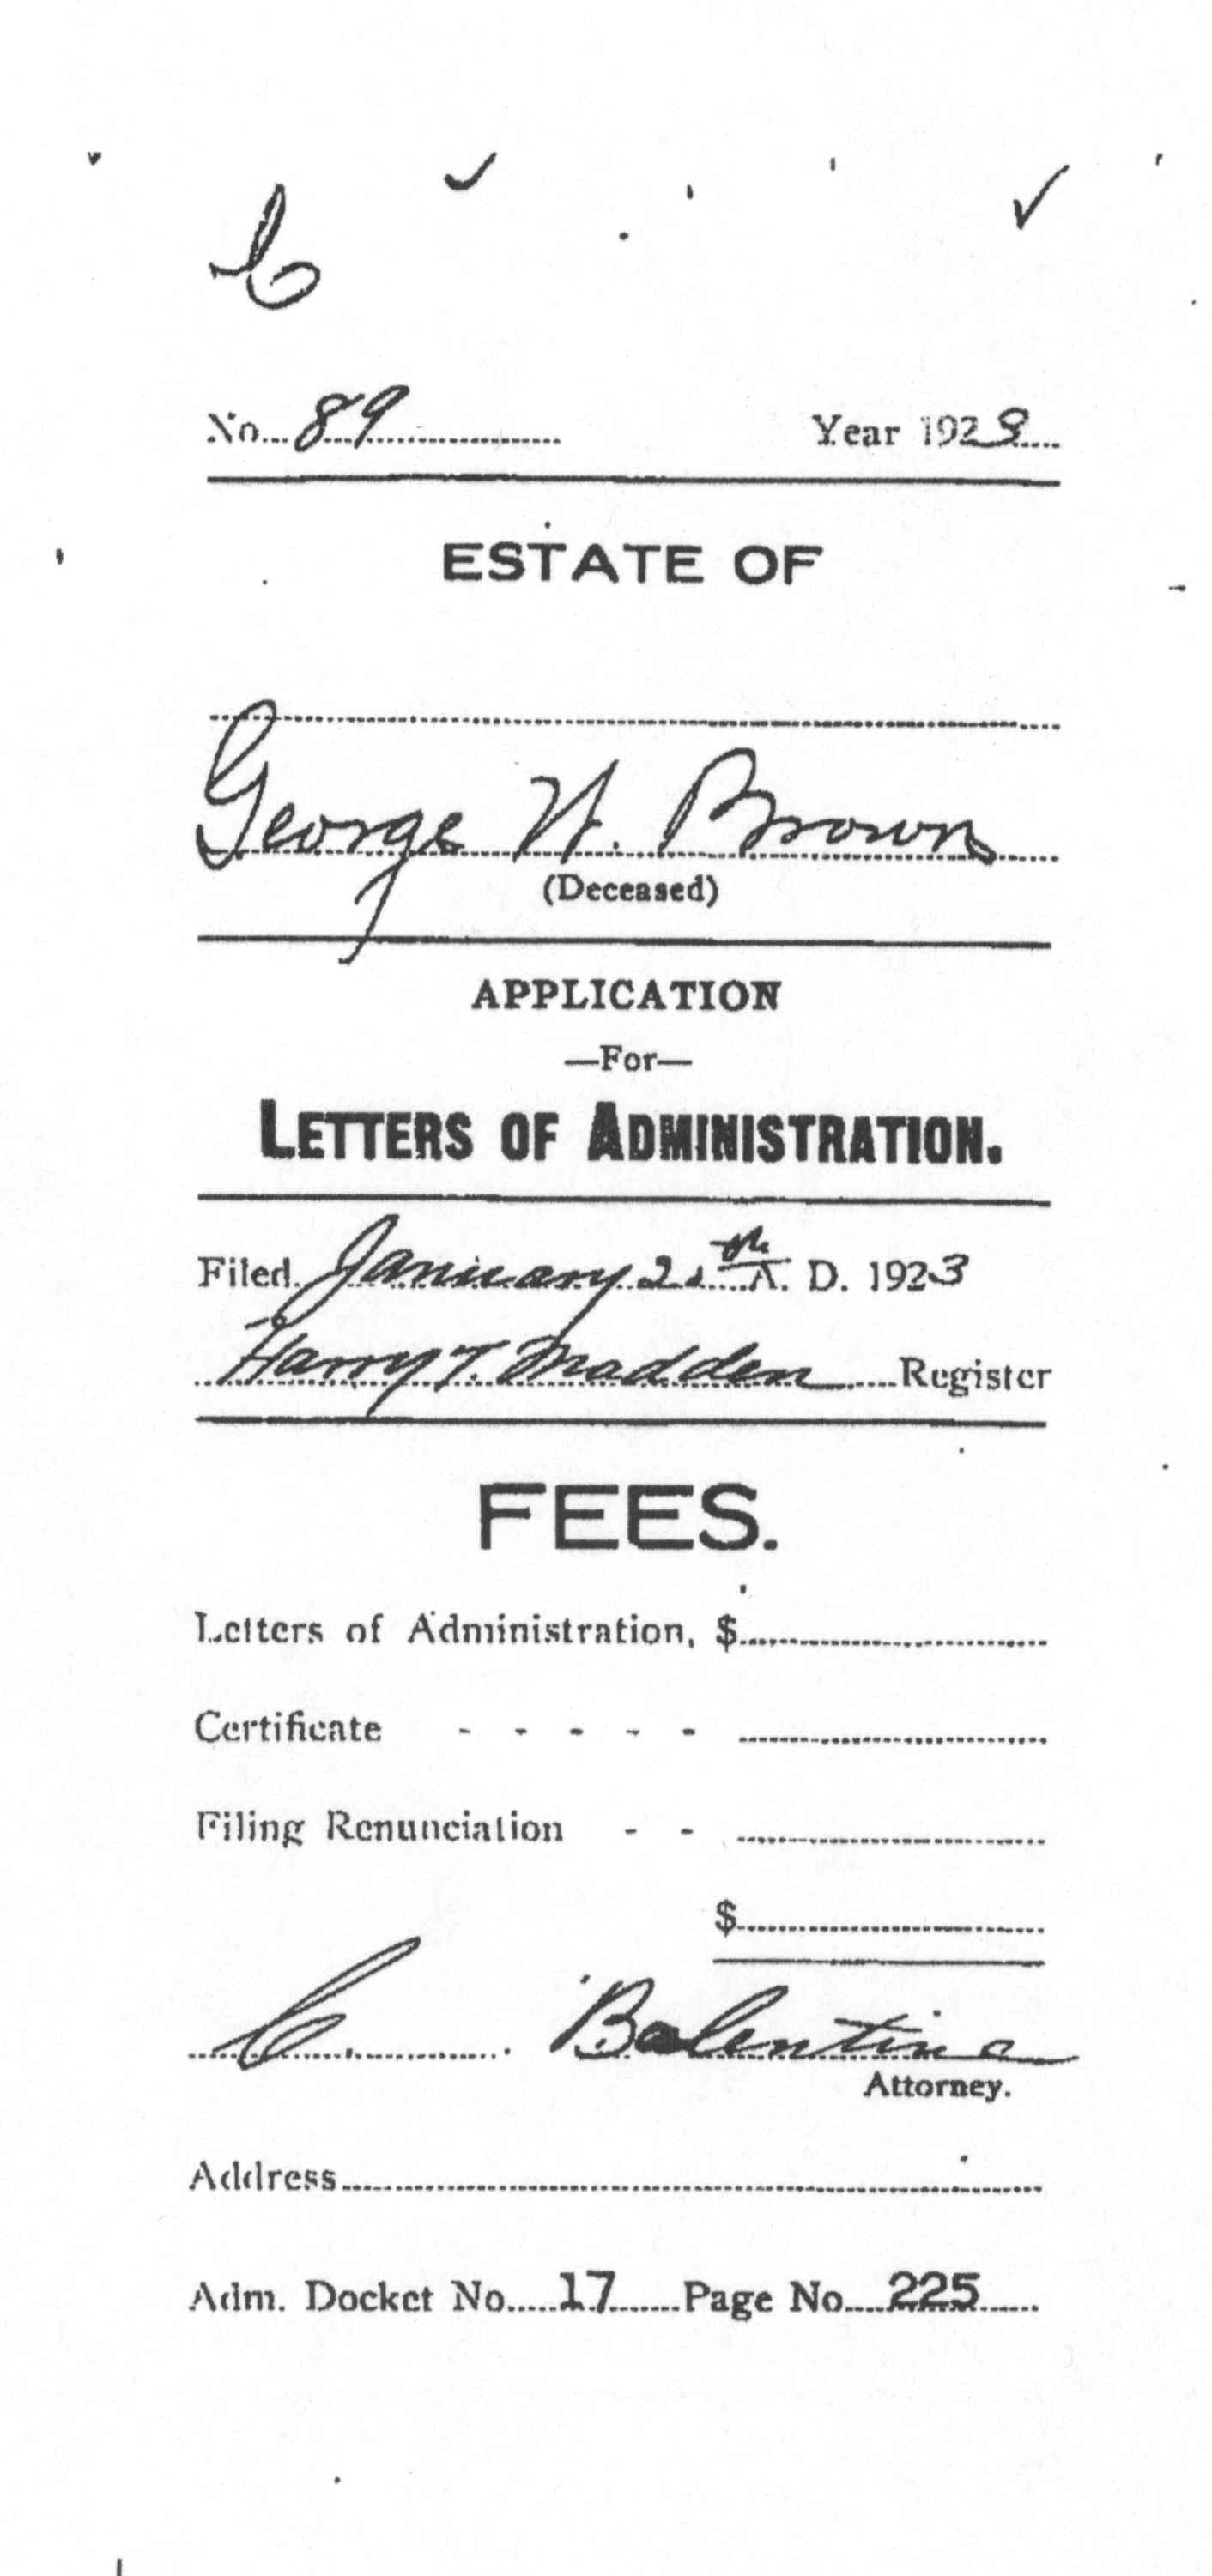 C
No. 89 Year 1923
ESTATE OF
George W. Brown
(Deceased)
APPLICATION
—For—
LETTERS OF ADMINISTRATION.
Filed January th A. D. 1923
Harry T. Madden Register
FEES.
Letters of Administration, $
Certificate - - - - -
Filing Renunciation - -
$
C. Balentine
Attorney.
Address
Adm. Docket No. 17 Page No. 225